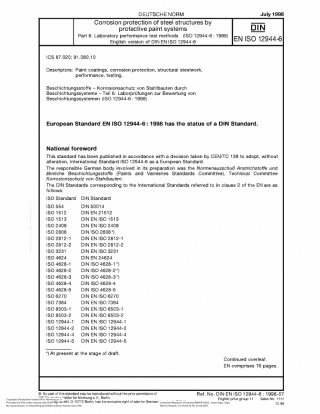 DEUTSCHE NORM
July 1998
Corrosion protection of steel structures by
protective paint systems
Part 6: Laboratory performance test methods (ISO 12944-6 : 1998)
English version of DIN EN ISO 12944-6
DIN
EN ISO 12944-6
ICS 87.020; 91.080.10
Descriptors: Paint coatings, corrosion protection, structural steelwork,
performance, testing.
Beschichtungsstoffe – Korrosionsschutz von Stahlbauten durch
Beschichtungssysteme – Teil 6: Laborprüfungen zur Bewertung von
Beschichtungssystemen (ISO 12944-6 : 1998)
European Standard EN ISO 12944-6 : 1998 has the status of a DIN Standard.
National foreword
This standard has been published in accordance with a decision taken by CEN/TC 139 to adopt, without
alteration, International Standard ISO 12944-6 as a European Standard.
The responsible German body involved in its preparation was the Normenausschuß Anstrichstoffe und
ähnliche Beschichtungsstoffe (Paints and Varnishes Standards Committee), Technical Committee
Korrosionsschutz von Stahlbauten.
The DIN Standards corresponding to the International Standards referred to in clause 2 of the EN are as
follows:
ISO Standard DIN Standard
ISO 554 DIN 50014
ISO 1512 DIN EN 21512
ISO 1513 DIN EN ISO 1513
ISO 2409 DIN EN ISO 2409
ISO 2808 DIN ISO 2808*)
ISO 2812-1 DIN EN ISO 2812-1
ISO 2812-2 DIN EN ISO 2812-2
ISO 3231 DIN EN ISO 3231
ISO 4624 DIN EN 24624
ISO 4628-1 DIN ISO 4628-1*)
ISO 4628-2 DIN ISO 4628-2*)
ISO 4628-3 DIN ISO 4628-3*)
ISO 4628-4 DIN ISO 4628-4
ISO 4628-5 DIN ISO 4628-5
ISO 6270 DIN EN ISO 6270
ISO 7384 DIN EN ISO 7384
ISO 8503-1 DIN EN ISO 8503-1
ISO 8503-2 DIN EN ISO 8503-2
ISO 12944-1 DIN EN ISO 12944-1
ISO 12944-2 DIN EN ISO 12944-2
ISO 12944-4 DIN EN ISO 12944-4
ISO 12944-5 DIN EN ISO 12944-5
*) At present at the stage of draft.
Continued overleaf.
EN comprises 16 pages.
No part of this standard may be reproduced without the prior permission of
Ref. No. DIN EN ISO 12944-6 : 1998-07
English price group 11 Sales No. 1111
12.98